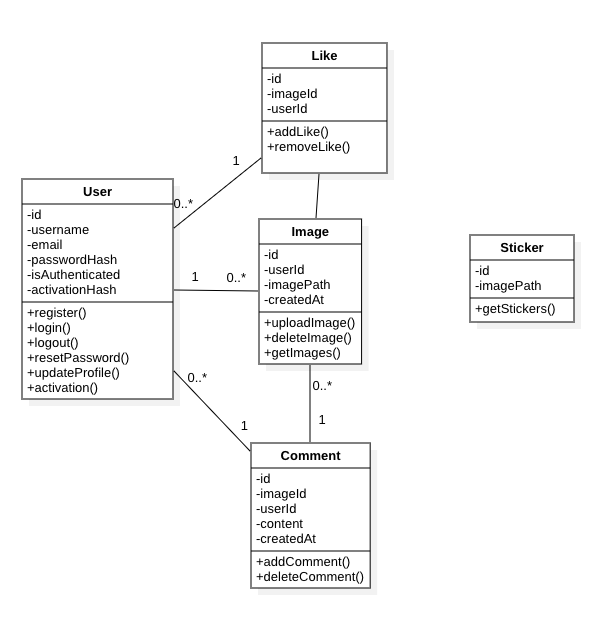 Like
-id
-imageId
-userId
+addLike()
+removeLike()
1
0..*
User
-id
-username
-email
-passwordHash
-isAuthenticated
-activationHash
+register()
+login()
+logout()
+resetPassword()
+updateProfile()
+activation()
1
0..*
Image
-id
-userId
-imagePath
-createdAt
+uploadImage()
+deleteImage()
+getImages()
Sticker
-id
-imagePath
+getStickers()
0..*
1
0..*
1
Comment
-id
-imageId
-userId
-content
-createdAt
+addComment()
+deleteComment()